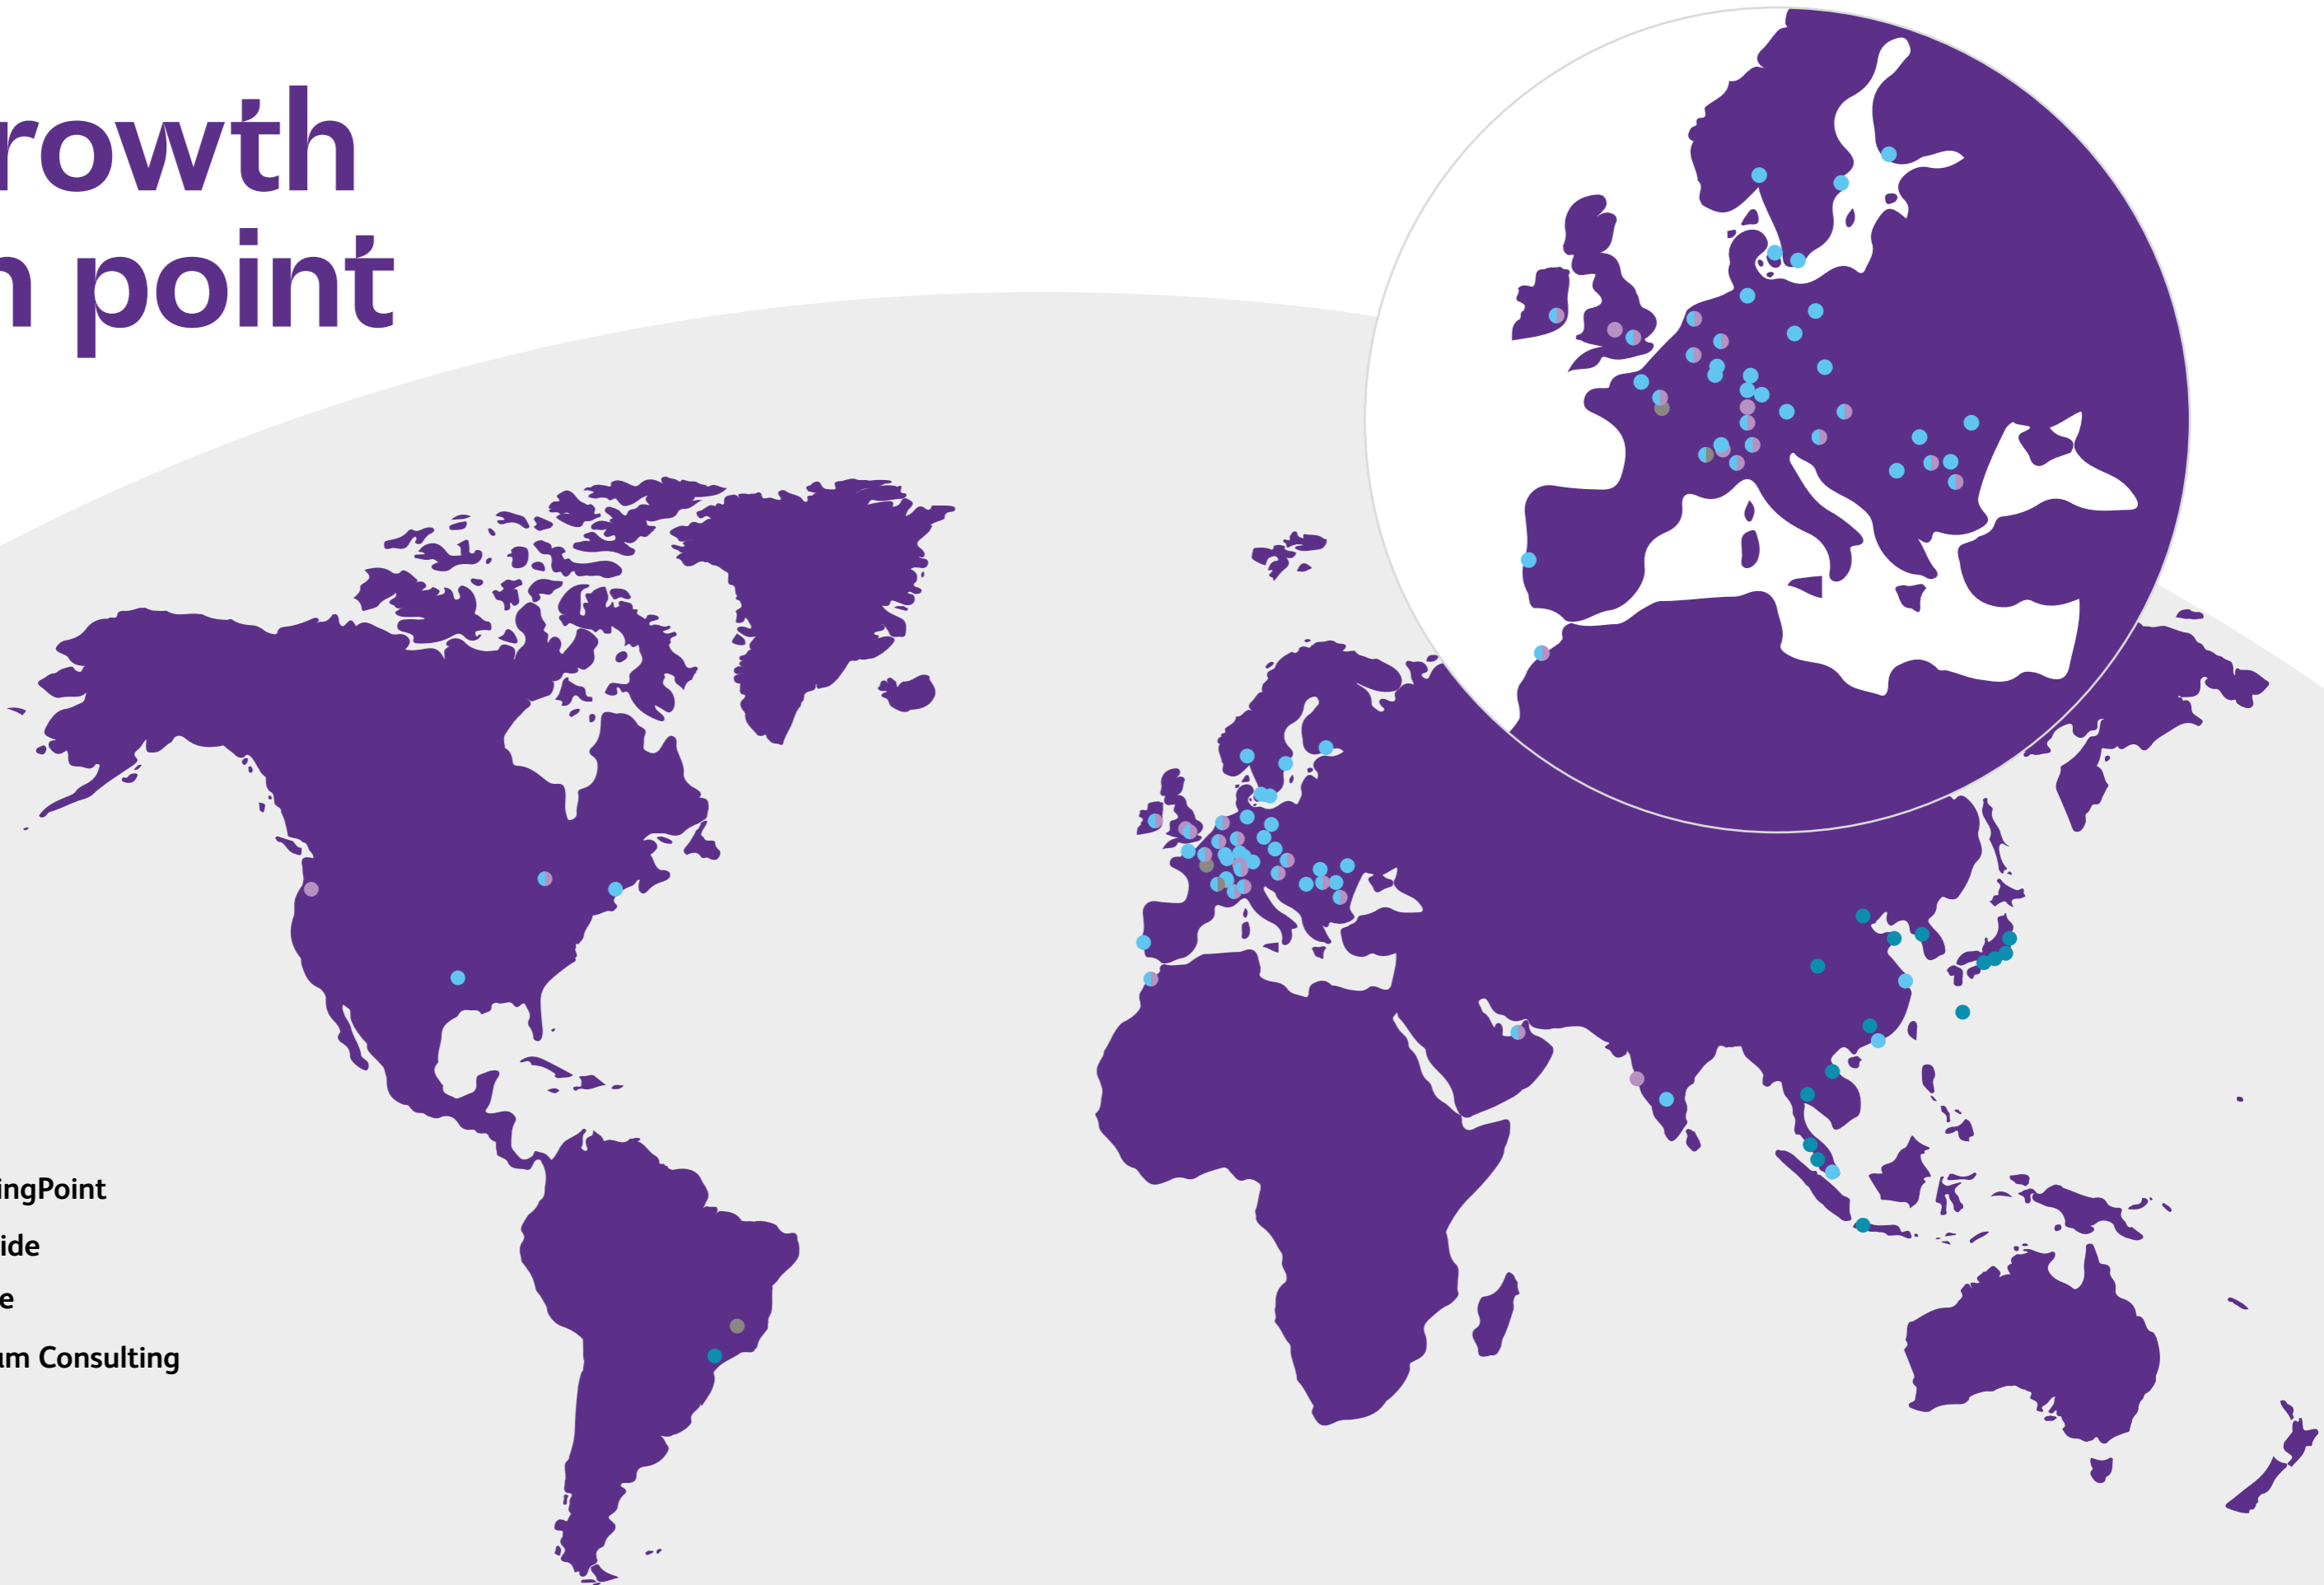 rowth
n point
ingPoint
ide
e
um Consulting